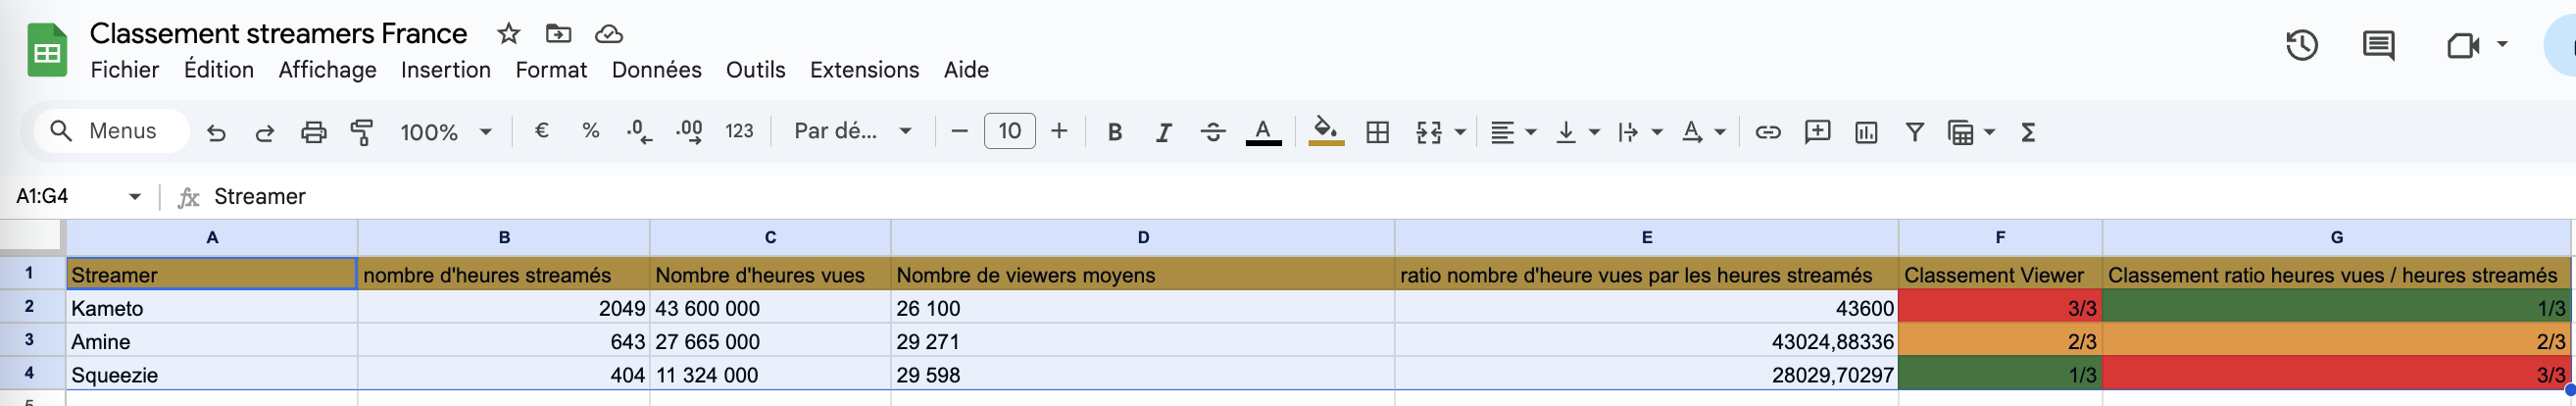 Classement streamers France
Fichier Édition Affichage Insertion Format Données Outils Extensions Aide
Menus 100% € % .0 .00 123 Par dé... 10 B I A A Σ
A1:G4 fx Streamer
A B C D E F G
1 Streamer nombre d'heures streamés Nombre d'heures vues Nombre de viewers moyens ratio nombre d'heure vues par les heures streamés Classement Viewer Classement ratio heures vues / heures streamés
2 Kameto 2049 43 600 000 26 100 43600 3/3 1/3
3 Amine 643 27 665 000 29 271 43024,88336 2/3 2/3
4 Squeezie 404 11 324 000 29 598 28029,70297 1/3 3/3
5